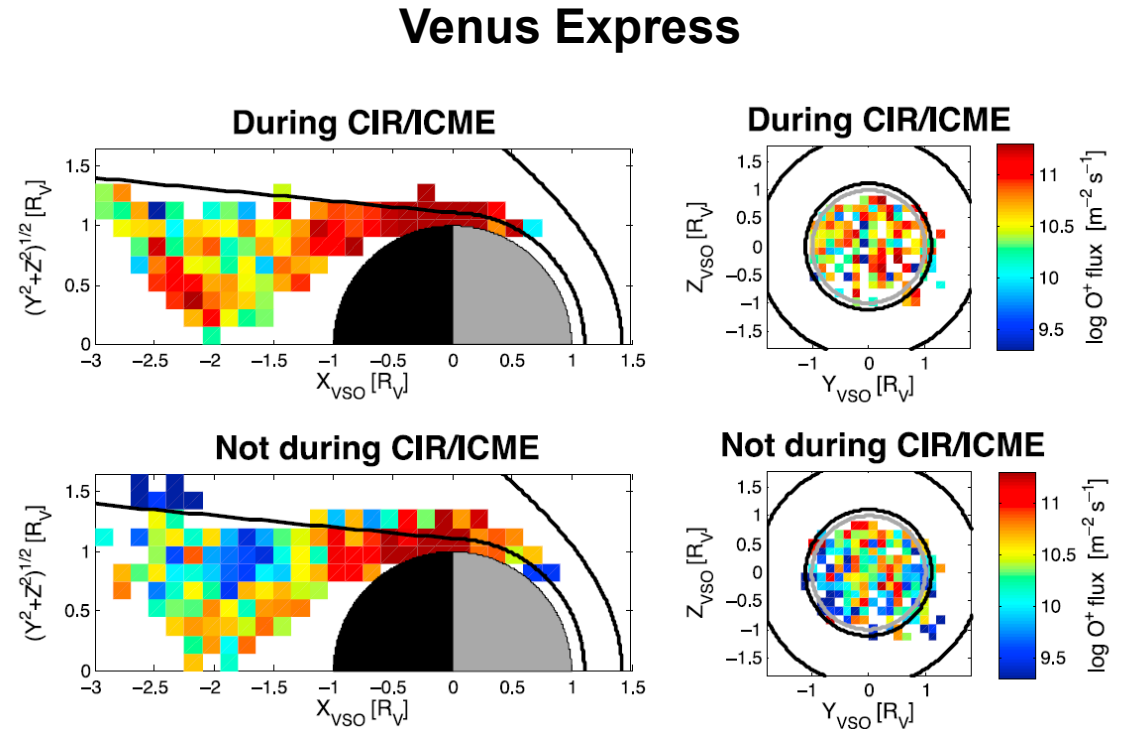 Venus Express
During CIR/ICME
(Y²+Z²)^1/2 [R_V]
1.5
1
0.5
0
−3 −2.5 −2 −1.5 −1 −0.5 0 0.5 1 1.5
X_VSO [R_V]
During CIR/ICME
Z_VSO [R_V]
1.5
1
0.5
0
−0.5
−1
−1.5
−1 0 1
Y_VSO [R_V]
11
10.5
10
9.5
log O⁺ flux [m⁻² s⁻¹]
Not during CIR/ICME
(Y²+Z²)^1/2 [R_V]
1.5
1
0.5
0
−3 −2.5 −2 −1.5 −1 −0.5 0 0.5 1 1.5
X_VSO [R_V]
Not during CIR/ICME
Z_VSO [R_V]
1.5
1
0.5
0
−0.5
−1
−1.5
−1 0 1
Y_VSO [R_V]
11
10.5
10
9.5
log O⁺ flux [m⁻² s⁻¹]